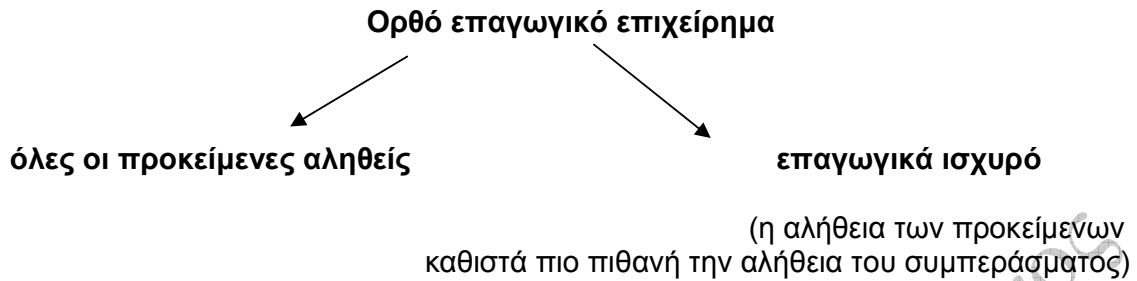 Ορθό επαγωγικό επιχείρημα
όλες οι προκείμενες αληθείς
επαγωγικά ισχυρό
(η αλήθεια των προκείμενων
καθιστά πιο πιθανή την αλήθεια του συμπεράσματος)